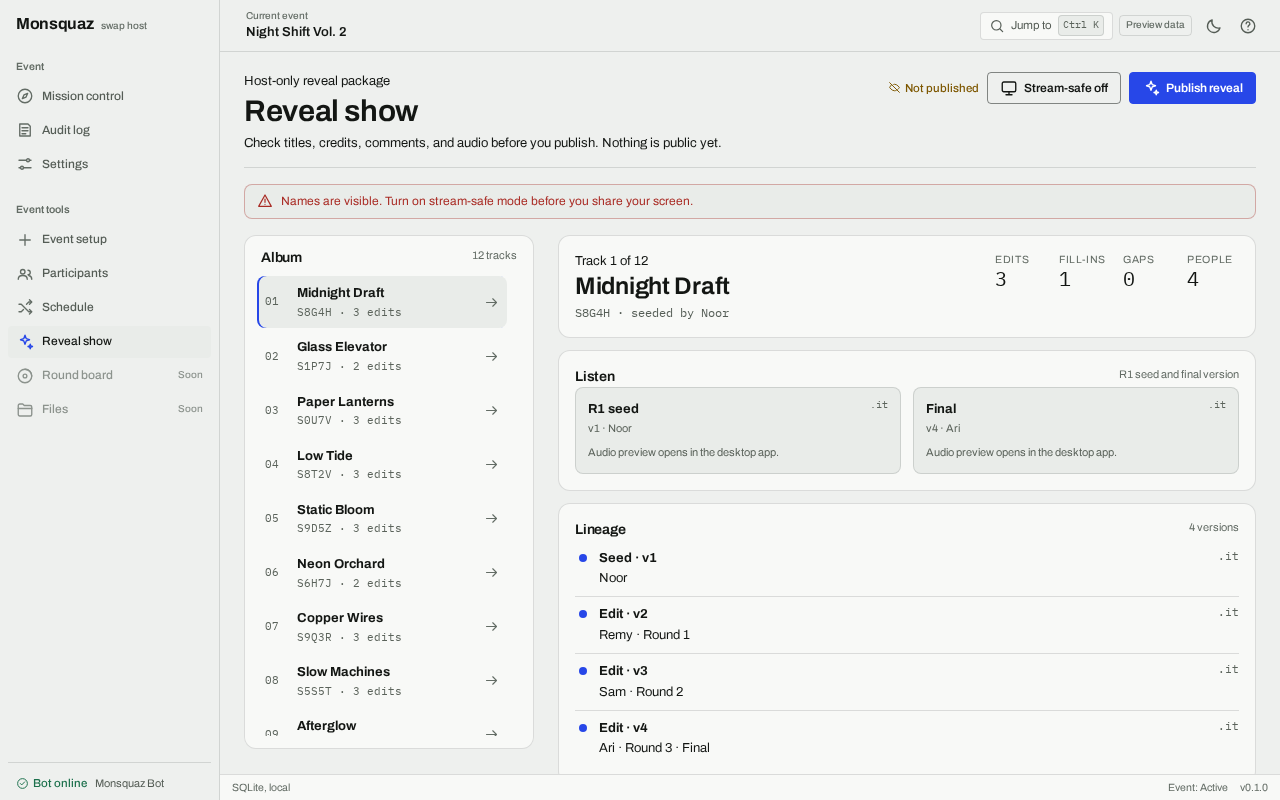 Monsquaz swap host
Event
Mission control
Audit log
Settings
Event tools
Event setup
Participants
Schedule
Reveal show
Round board Soon
Files Soon
Bot online Monsquaz Bot
Current event
Night Shift Vol. 2
Jump to Ctrl K
Preview data
Host-only reveal package
Reveal show
Check titles, credits, comments, and audio before you publish. Nothing is public yet.
Not published
Stream-safe off
Publish reveal
Names are visible. Turn on stream-safe mode before you share your screen.
Album 12 tracks
01 Midnight Draft
S8G4H · 3 edits
02 Glass Elevator
S1P7J · 2 edits
03 Paper Lanterns
S0U7V · 3 edits
04 Low Tide
S8T2V · 3 edits
05 Static Bloom
S9D5Z · 3 edits
06 Neon Orchard
S6H7J · 2 edits
07 Copper Wires
S9Q3R · 3 edits
08 Slow Machines
S5S5T · 3 edits
09 Afterglow
Track 1 of 12
Midnight Draft
S8G4H · seeded by Noor
EDITS FILL-INS GAPS PEOPLE
3 1 0 4
Listen R1 seed and final version
R1 seed .it
v1 · Noor
Audio preview opens in the desktop app.
Final .it
v4 · Ari
Audio preview opens in the desktop app.
Lineage 4 versions
Seed · v1 .it
Noor
Edit · v2 .it
Remy · Round 1
Edit · v3 .it
Sam · Round 2
Edit · v4 .it
Ari · Round 3 · Final
SQLite, local
Event: Active v0.1.0